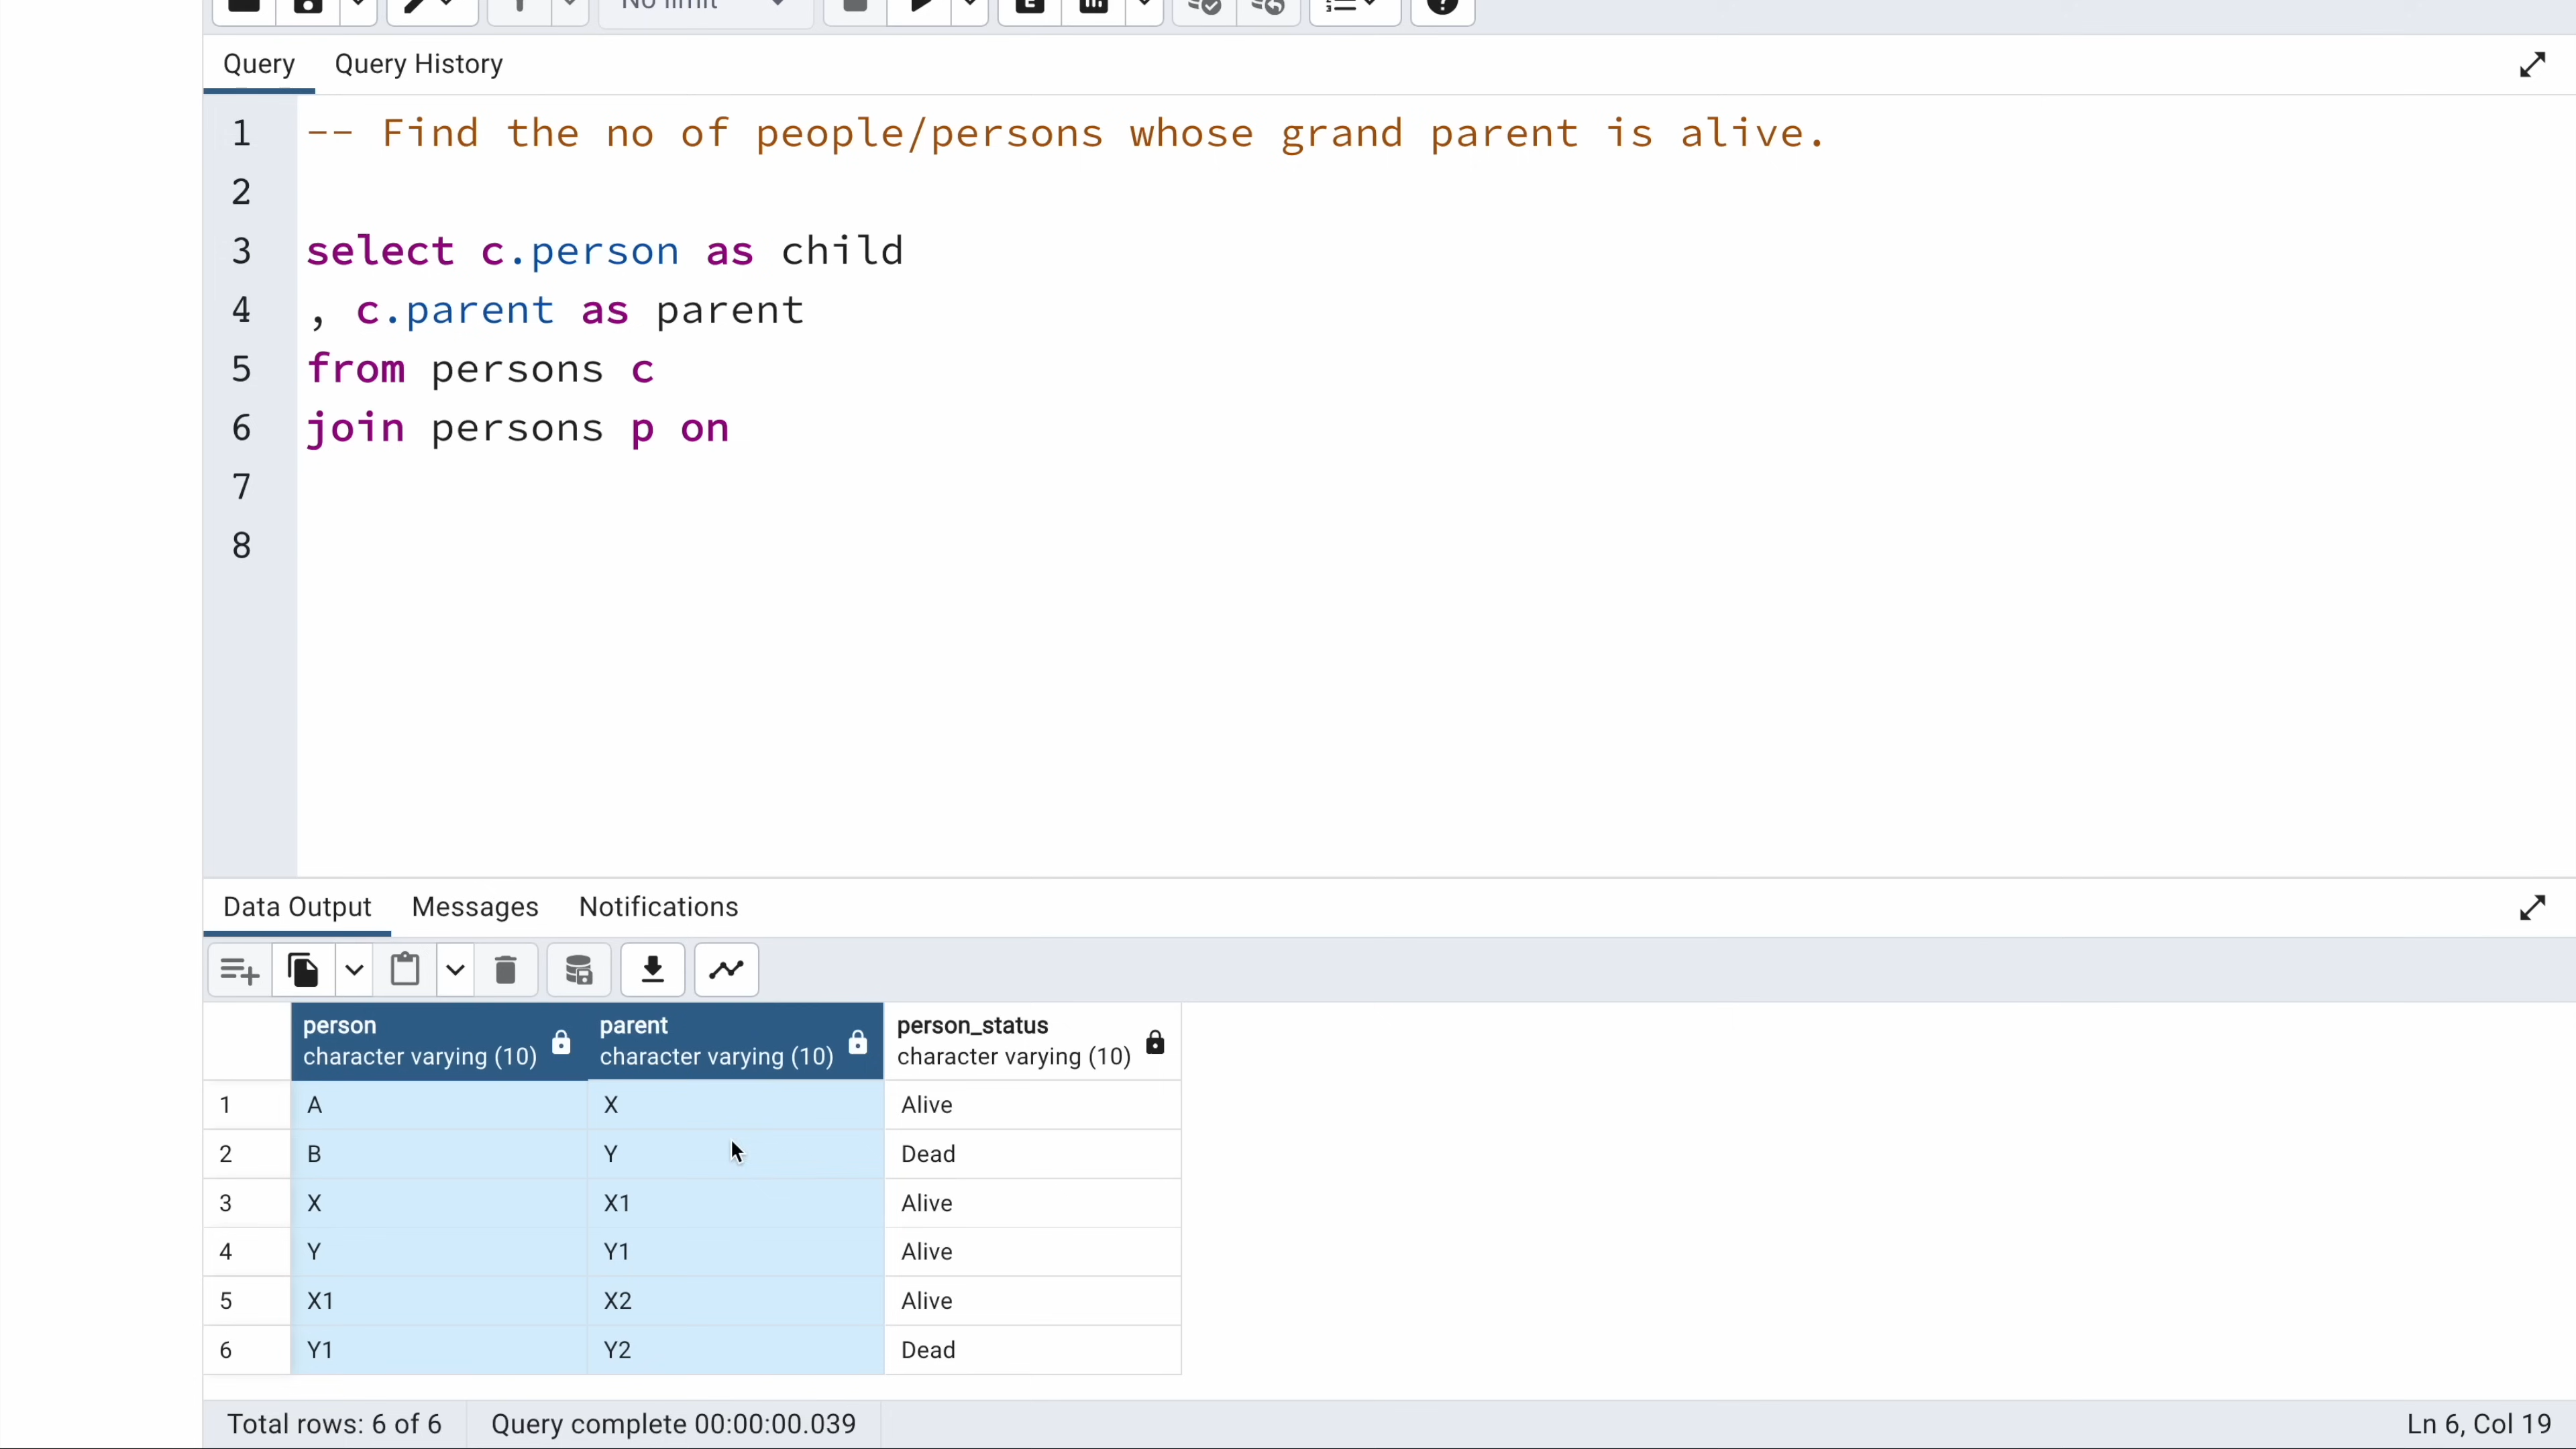 No limit
Query Query History
1 -- Find the no of people/persons whose grand parent is alive.
2
3 select c.person as child
4 , c.parent as parent
5 from persons c
6 join persons p on
7
8
Data Output Messages Notifications
person parent person_status
character varying (10) character varying (10) character varying (10)
1 A X Alive
2 B Y Dead
3 X X1 Alive
4 Y Y1 Alive
5 X1 X2 Alive
6 Y1 Y2 Dead
Total rows: 6 of 6 Query complete 00:00:00.039 Ln 6, Col 19